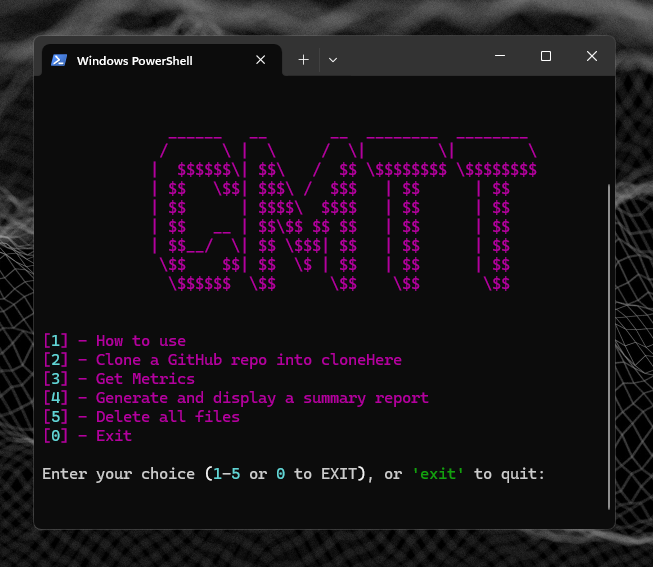 Windows PowerShell
 ______   __       __  ________  ________
/      \ |  \     /  \|        \|        \
|  $$$$$$\| $$\   /  $$ \$$$$$$$$ \$$$$$$$$
| $$   \$$| $$$\ /  $$$   | $$      | $$
| $$      | $$$$\  $$$$   | $$      | $$
| $$   __ | $$\$$ $$ $$   | $$      | $$
| $$__/  \| $$ \$$$| $$   | $$      | $$
 \$$    $$| $$  \$ | $$   | $$      | $$
  \$$$$$$  \$$      \$$    \$$       \$$
[1] - How to use
[2] - Clone a GitHub repo into cloneHere
[3] - Get Metrics
[4] - Generate and display a summary report
[5] - Delete all files
[0] - Exit
Enter your choice (1-5 or 0 to EXIT), or 'exit' to quit: